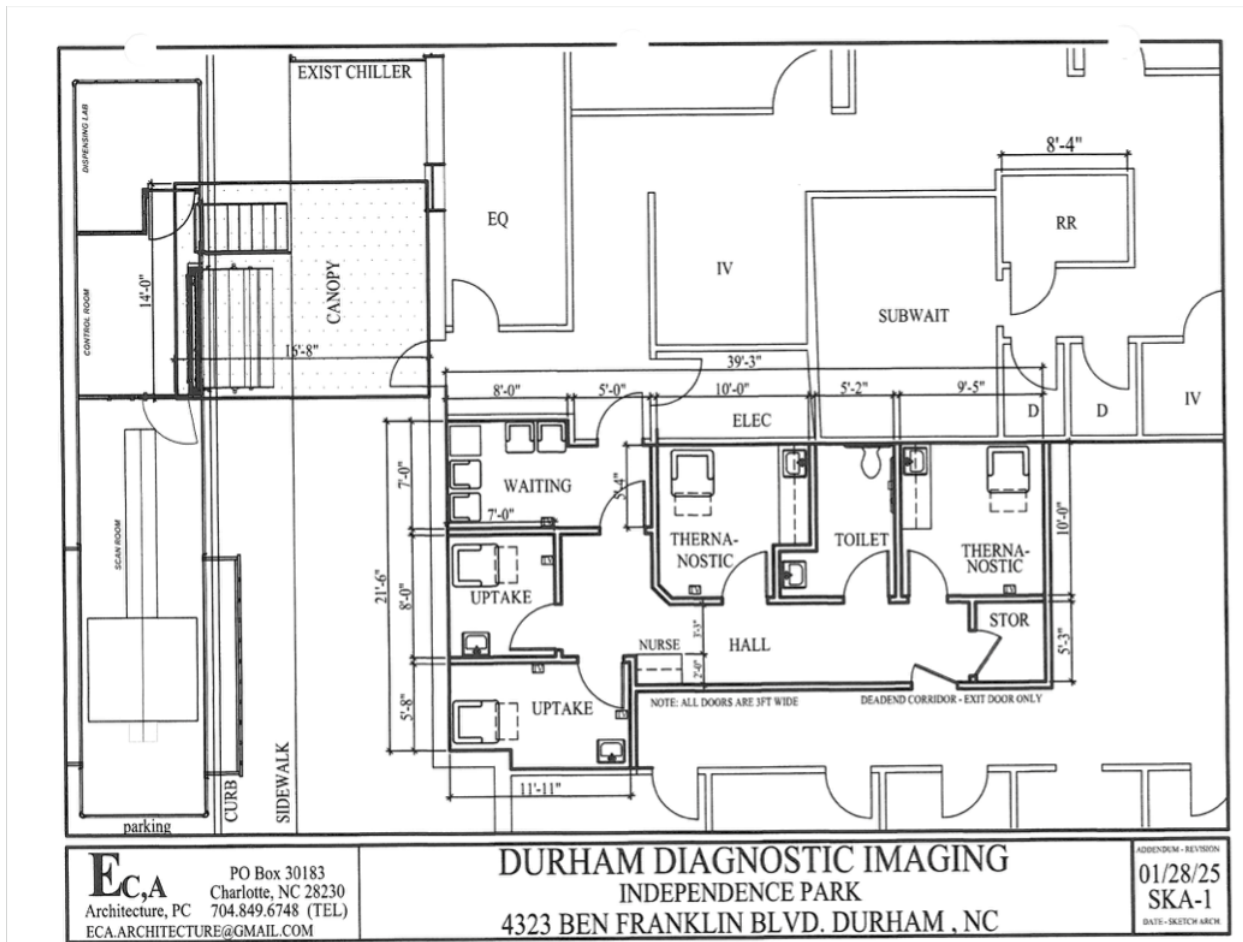 EXIST CHILLER
DISPENSING LAB
8'-4"
EQ
RR
IV
CANOPY
14'-0"
CONTROL ROOM
SUBWAIT
16'-8"
39'-3"
8'-0"
5'-0"
10'-0"
5'-2"
9'-5"
ELEC
D
D
IV
7'-0"
WAITING
5'-4"
7'-0"
SCAN ROOM
THERNA-
NOSTIC
TOILET
THERNA-
NOSTIC
10'-0"
21'-6"
8'-0"
UPTAKE
STOR
NURSE
3'-3"
HALL
5'-3"
2'-0"
5'-8"
UPTAKE
NOTE: ALL DOORS ARE 3FT WIDE
DEADEND CORRIDOR - EXIT DOOR ONLY
11'-11"
CURB
SIDEWALK
parking
EC,A
Architecture, PC
PO Box 30183
Charlotte, NC 28230
704.849.6748 (TEL)
ECA.ARCHITECTURE@GMAIL.COM
DURHAM DIAGNOSTIC IMAGING
INDEPENDENCE PARK
4323 BEN FRANKLIN BLVD. DURHAM , NC
ADDENDUM - REVISION
01/28/25
SKA-1
DATE - SKETCH ARCH.